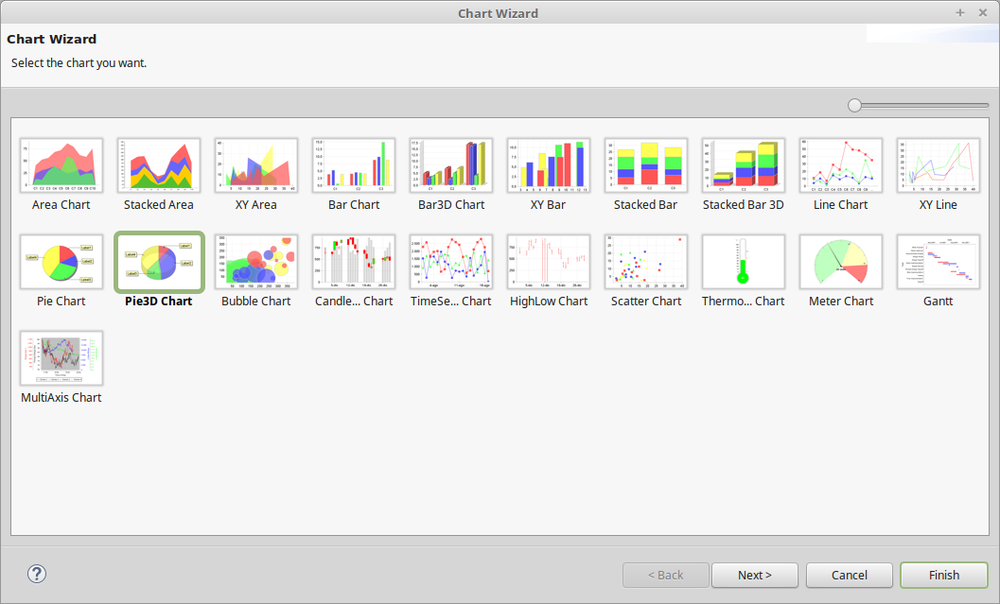 Chart Wizard
Chart Wizard
Select the chart you want.
Area Chart
Stacked Area
XY Area
Bar Chart
Bar3D Chart
XY Bar
Stacked Bar
Stacked Bar 3D
Line Chart
XY Line
Pie Chart
Pie3D Chart
Bubble Chart
Candle... Chart
TimeSe... Chart
HighLow Chart
Scatter Chart
Thermo... Chart
Meter Chart
Gantt
MultiAxis Chart
?
< Back
Next >
Cancel
Finish